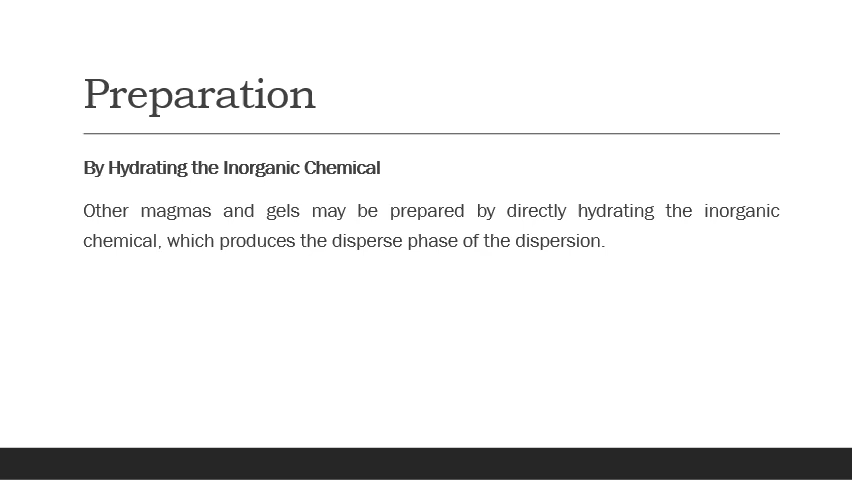 Preparation
By Hydrating the Inorganic Chemical
Other magmas and gels may be prepared by directly hydrating the inorganic
chemical, which produces the disperse phase of the dispersion.